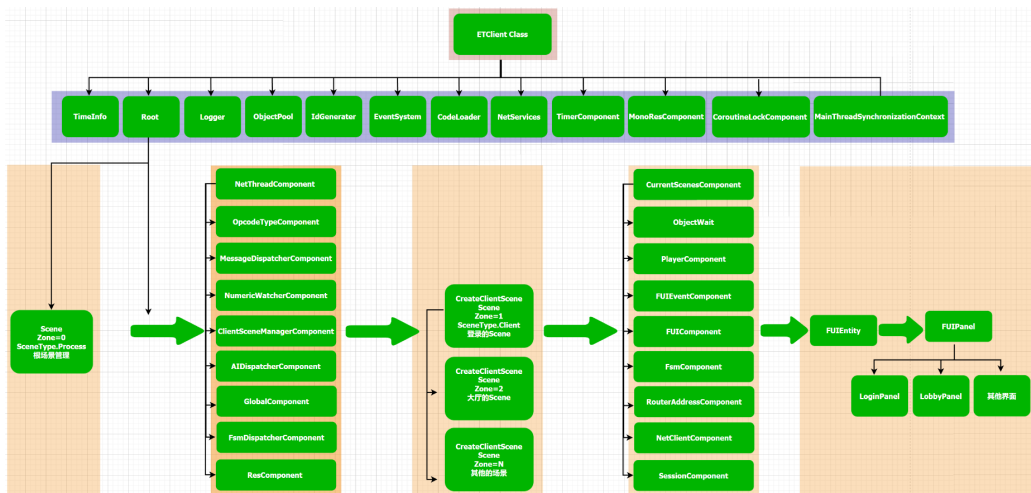 ETClient Class
TimeInfo
Root
Logger
ObjectPool
IdGenerater
EventSystem
CodeLoader
NetServices
TimerComponent
MonoResComponent
CoroutineLockComponent
MainThreadSynchronizationContext
Scene
Zone=0
SceneType.Process
根场景管理
NetThreadComponent
OpcodeTypeComponent
MessageDispatcherComponent
NumericWatcherComponent
ClientSceneManagerComponent
AIDispatcherComponent
GlobalComponent
FsmDispatcherComponent
ResComponent
CreateClientScene
Scene
Zone=1
SceneType.Client
登录的Scene
CreateClientScene
Scene
Zone=2
大厅的Scene
CreateClientScene
Scene
Zone=N
其他的场景
CurrentScenesComponent
ObjectWait
PlayerComponent
FUIEventComponent
FUIComponent
FsmComponent
RouterAddressComponent
NetClientComponent
SessionComponent
FUIEntity
FUIPanel
LoginPanel
LobbyPanel
其他界面